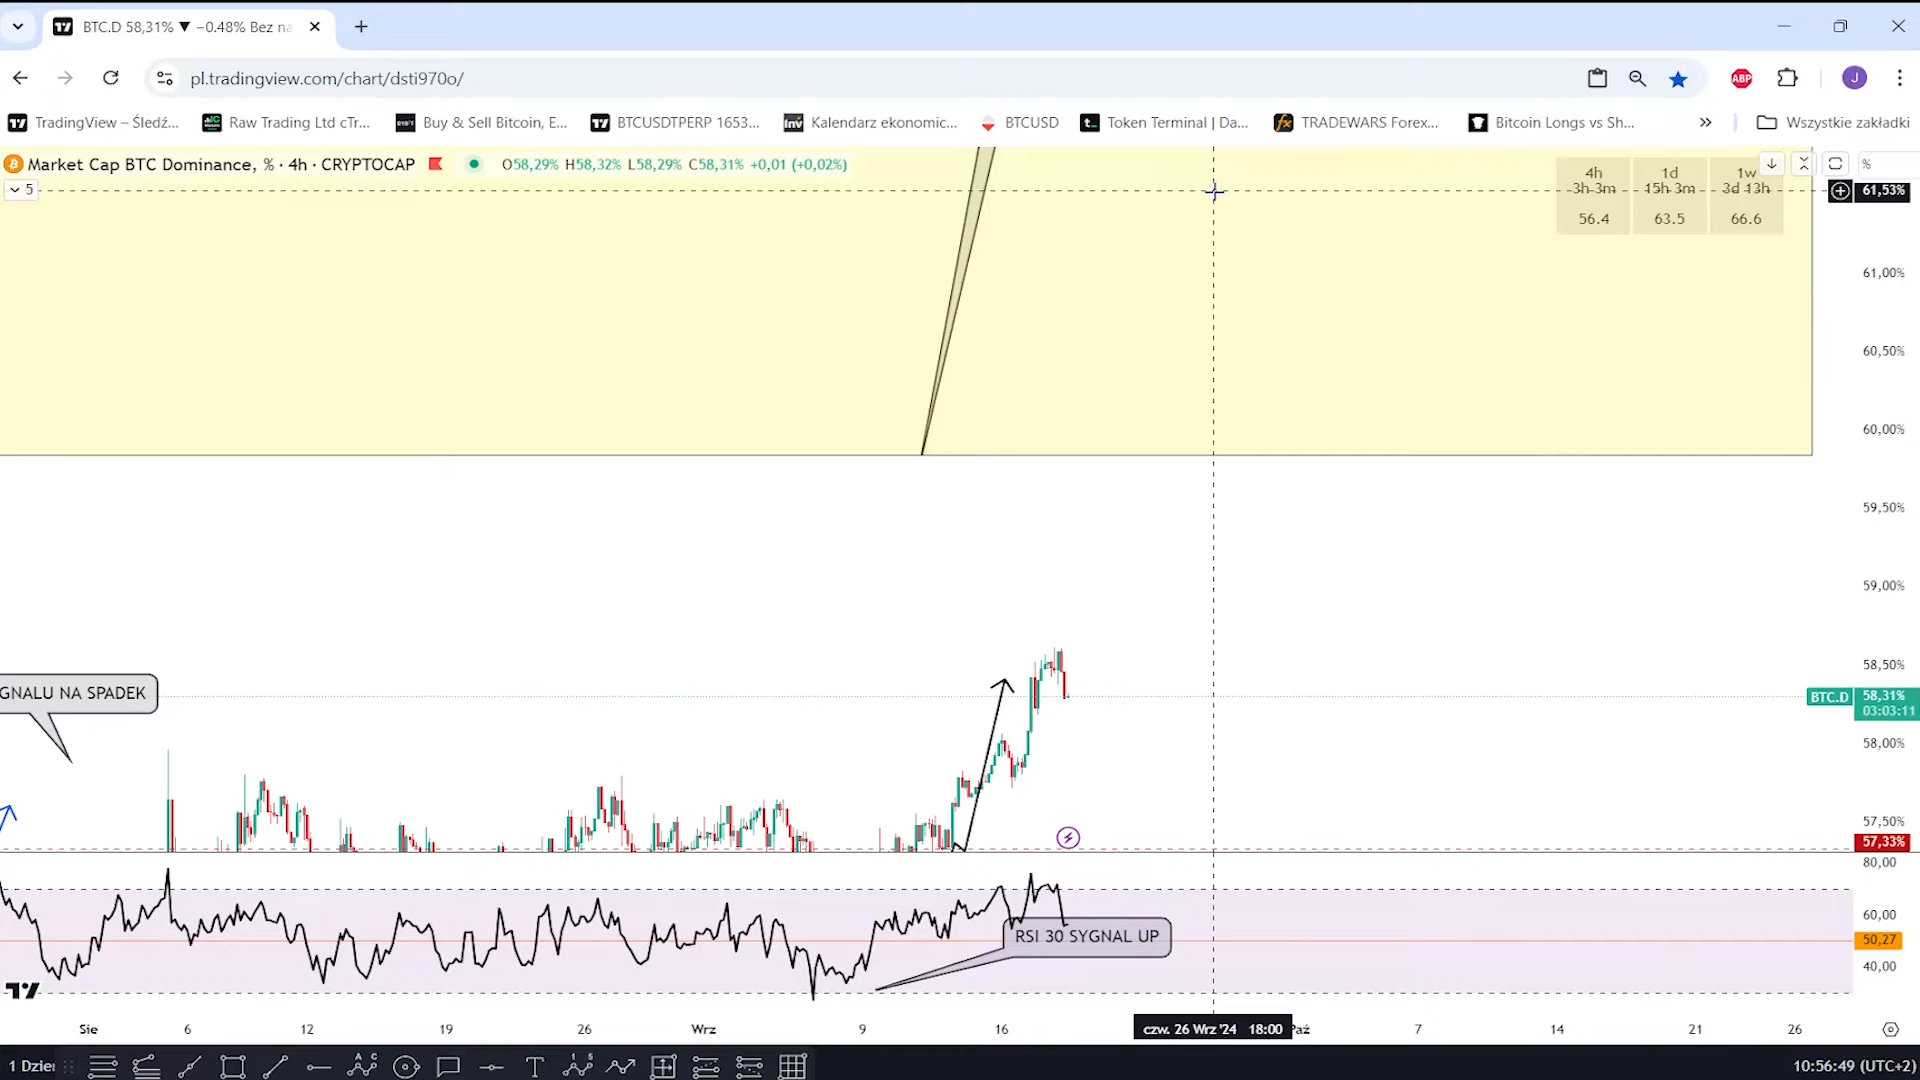 BTC.D 58,31% ▼ −0.48% Bez na
pl.tradingview.com/chart/dsti970o/
ABP
J
TradingView – Śledź...
Raw Trading Ltd cTr...
Buy & Sell Bitcoin, E...
BTCUSDTPERP 1653...
Kalendarz ekonomic...
BTCUSD
Token Terminal | Da...
TRADEWARS Forex...
Bitcoin Longs vs Sh...
»
Wszystkie zakładki
Market Cap BTC Dominance, % · 4h · CRYPTOCAP
O58,29% H58,32% L58,29% C58,31% +0,01 (+0,02%)
5
4h 1d 1w
3h 3m 15h 3m 3d 13h
56.4 63.5 66.6
%
61,53%
61,00%
60,50%
60,00%
59,50%
59,00%
58,50%
BTC.D 58,31%
03:03:11
58,00%
57,50%
57,33%
GNALU NA SPADEK
80,00
60,00
50,27
40,00
RSI 30 SYGNAL UP
Sie 6 12 19 26 Wrz 9 16 czw. 26 Wrz '24 18:00 Paź 7 14 21 26
1 Dzień
10:56:49 (UTC+2)